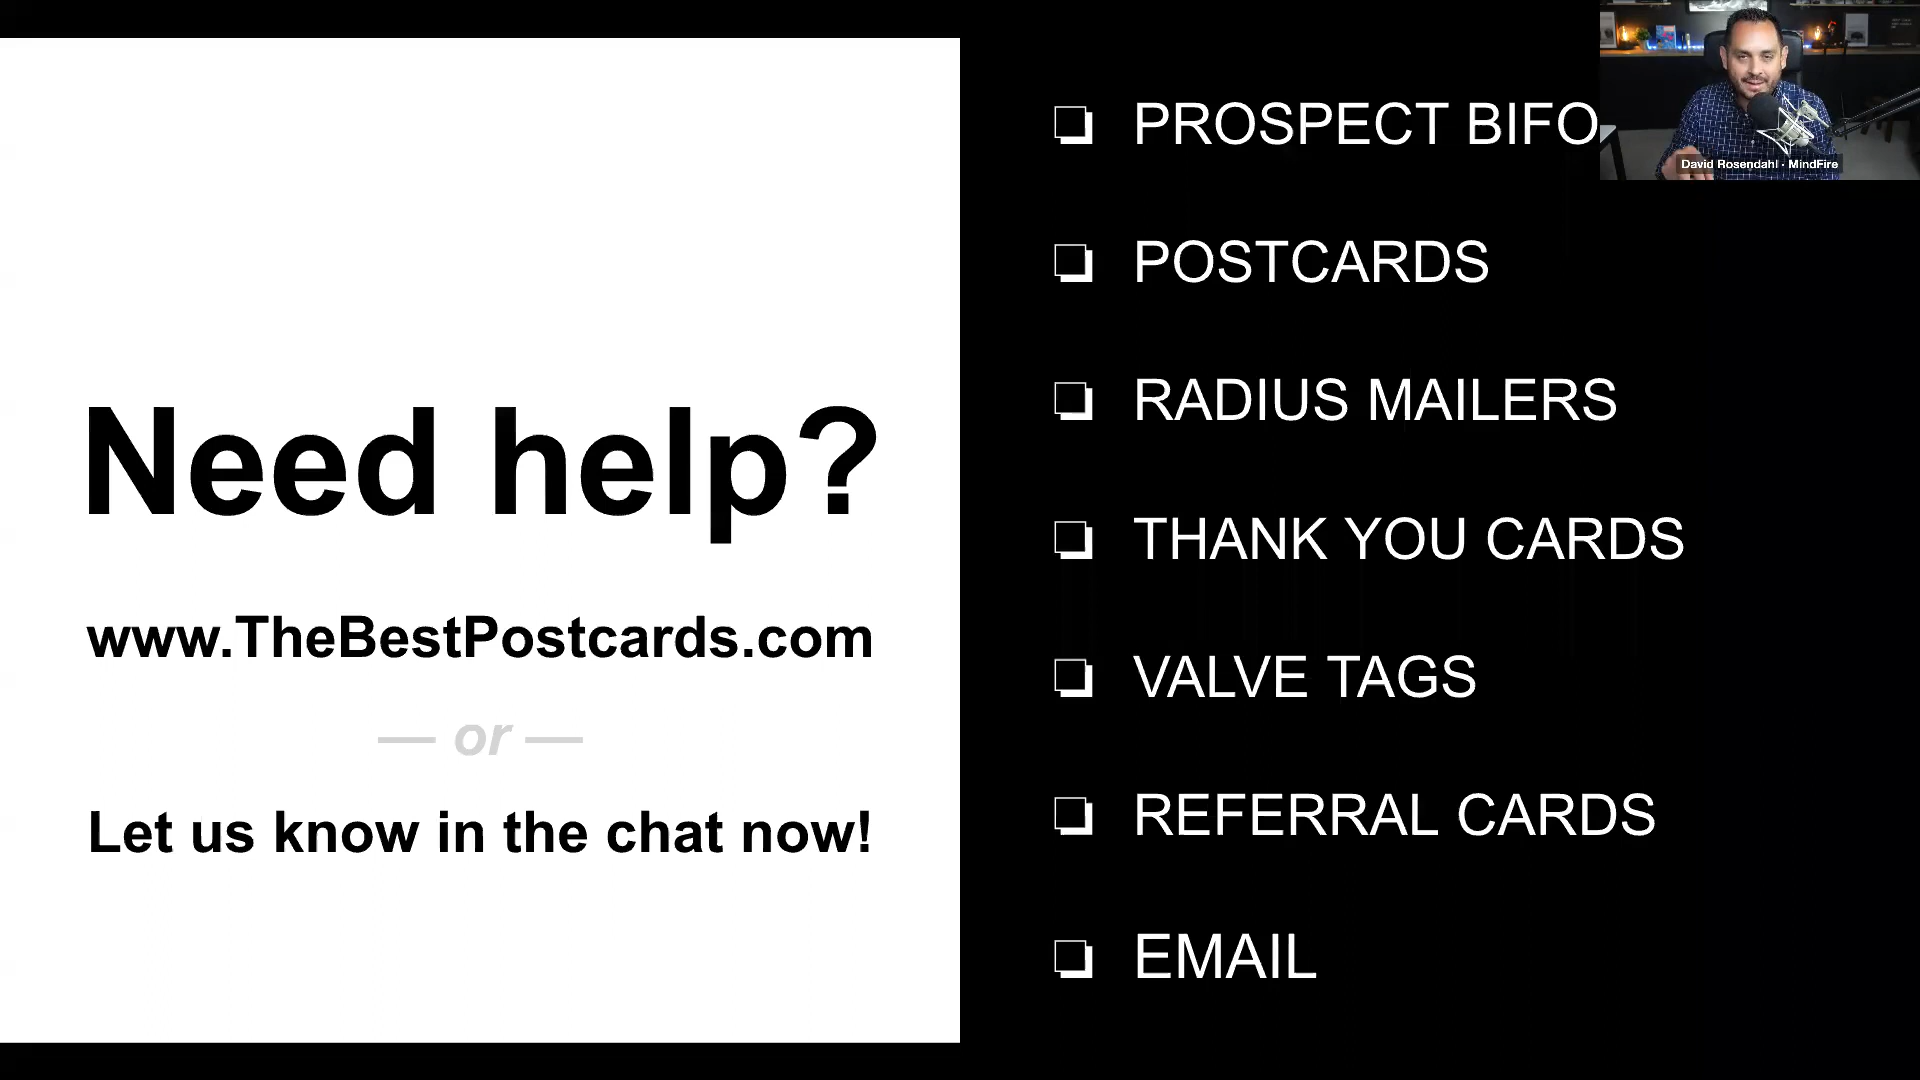 Need help?
www.TheBestPostcards.com
— or —
Let us know in the chat now!
❏ PROSPECT BIFO
❏ POSTCARDS
❏ RADIUS MAILERS
❏ THANK YOU CARDS
❏ VALVE TAGS
❏ REFERRAL CARDS
❏ EMAIL
David Rosendahl · MindFire